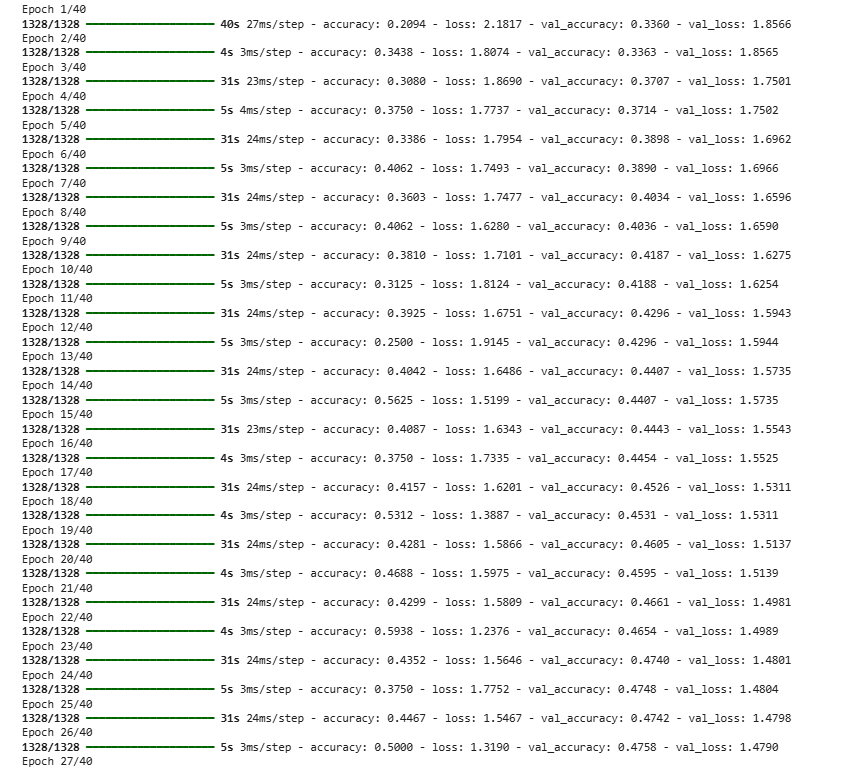 Epoch 1/40
1328/1328 ━━━━━━━━━━━━━━━━━━━━ 40s 27ms/step - accuracy: 0.2094 - loss: 2.1817 - val_accuracy: 0.3360 - val_loss: 1.8566
Epoch 2/40
1328/1328 ━━━━━━━━━━━━━━━━━━━━ 4s 3ms/step - accuracy: 0.3438 - loss: 1.8074 - val_accuracy: 0.3363 - val_loss: 1.8565
Epoch 3/40
1328/1328 ━━━━━━━━━━━━━━━━━━━━ 31s 23ms/step - accuracy: 0.3080 - loss: 1.8690 - val_accuracy: 0.3707 - val_loss: 1.7501
Epoch 4/40
1328/1328 ━━━━━━━━━━━━━━━━━━━━ 5s 4ms/step - accuracy: 0.3750 - loss: 1.7737 - val_accuracy: 0.3714 - val_loss: 1.7502
Epoch 5/40
1328/1328 ━━━━━━━━━━━━━━━━━━━━ 31s 24ms/step - accuracy: 0.3386 - loss: 1.7954 - val_accuracy: 0.3898 - val_loss: 1.6962
Epoch 6/40
1328/1328 ━━━━━━━━━━━━━━━━━━━━ 5s 3ms/step - accuracy: 0.4062 - loss: 1.7493 - val_accuracy: 0.3890 - val_loss: 1.6966
Epoch 7/40
1328/1328 ━━━━━━━━━━━━━━━━━━━━ 31s 24ms/step - accuracy: 0.3603 - loss: 1.7477 - val_accuracy: 0.4034 - val_loss: 1.6596
Epoch 8/40
1328/1328 ━━━━━━━━━━━━━━━━━━━━ 5s 3ms/step - accuracy: 0.4062 - loss: 1.6280 - val_accuracy: 0.4036 - val_loss: 1.6590
Epoch 9/40
1328/1328 ━━━━━━━━━━━━━━━━━━━━ 31s 24ms/step - accuracy: 0.3810 - loss: 1.7101 - val_accuracy: 0.4187 - val_loss: 1.6275
Epoch 10/40
1328/1328 ━━━━━━━━━━━━━━━━━━━━ 5s 3ms/step - accuracy: 0.3125 - loss: 1.8124 - val_accuracy: 0.4188 - val_loss: 1.6254
Epoch 11/40
1328/1328 ━━━━━━━━━━━━━━━━━━━━ 31s 24ms/step - accuracy: 0.3925 - loss: 1.6751 - val_accuracy: 0.4296 - val_loss: 1.5943
Epoch 12/40
1328/1328 ━━━━━━━━━━━━━━━━━━━━ 5s 3ms/step - accuracy: 0.2500 - loss: 1.9145 - val_accuracy: 0.4296 - val_loss: 1.5944
Epoch 13/40
1328/1328 ━━━━━━━━━━━━━━━━━━━━ 31s 24ms/step - accuracy: 0.4042 - loss: 1.6486 - val_accuracy: 0.4407 - val_loss: 1.5735
Epoch 14/40
1328/1328 ━━━━━━━━━━━━━━━━━━━━ 5s 3ms/step - accuracy: 0.5625 - loss: 1.5199 - val_accuracy: 0.4407 - val_loss: 1.5735
Epoch 15/40
1328/1328 ━━━━━━━━━━━━━━━━━━━━ 31s 23ms/step - accuracy: 0.4087 - loss: 1.6343 - val_accuracy: 0.4443 - val_loss: 1.5543
Epoch 16/40
1328/1328 ━━━━━━━━━━━━━━━━━━━━ 4s 3ms/step - accuracy: 0.3750 - loss: 1.7335 - val_accuracy: 0.4454 - val_loss: 1.5525
Epoch 17/40
1328/1328 ━━━━━━━━━━━━━━━━━━━━ 31s 24ms/step - accuracy: 0.4157 - loss: 1.6201 - val_accuracy: 0.4526 - val_loss: 1.5311
Epoch 18/40
1328/1328 ━━━━━━━━━━━━━━━━━━━━ 4s 3ms/step - accuracy: 0.5312 - loss: 1.3887 - val_accuracy: 0.4531 - val_loss: 1.5311
Epoch 19/40
1328/1328 ━━━━━━━━━━━━━━━━━━━━ 31s 24ms/step - accuracy: 0.4281 - loss: 1.5866 - val_accuracy: 0.4605 - val_loss: 1.5137
Epoch 20/40
1328/1328 ━━━━━━━━━━━━━━━━━━━━ 4s 3ms/step - accuracy: 0.4688 - loss: 1.5975 - val_accuracy: 0.4595 - val_loss: 1.5139
Epoch 21/40
1328/1328 ━━━━━━━━━━━━━━━━━━━━ 31s 24ms/step - accuracy: 0.4299 - loss: 1.5809 - val_accuracy: 0.4661 - val_loss: 1.4981
Epoch 22/40
1328/1328 ━━━━━━━━━━━━━━━━━━━━ 4s 3ms/step - accuracy: 0.5938 - loss: 1.2376 - val_accuracy: 0.4654 - val_loss: 1.4989
Epoch 23/40
1328/1328 ━━━━━━━━━━━━━━━━━━━━ 31s 24ms/step - accuracy: 0.4352 - loss: 1.5646 - val_accuracy: 0.4740 - val_loss: 1.4801
Epoch 24/40
1328/1328 ━━━━━━━━━━━━━━━━━━━━ 5s 3ms/step - accuracy: 0.3750 - loss: 1.7752 - val_accuracy: 0.4748 - val_loss: 1.4804
Epoch 25/40
1328/1328 ━━━━━━━━━━━━━━━━━━━━ 31s 24ms/step - accuracy: 0.4467 - loss: 1.5467 - val_accuracy: 0.4742 - val_loss: 1.4798
Epoch 26/40
1328/1328 ━━━━━━━━━━━━━━━━━━━━ 5s 3ms/step - accuracy: 0.5000 - loss: 1.3190 - val_accuracy: 0.4758 - val_loss: 1.4790
Epoch 27/40